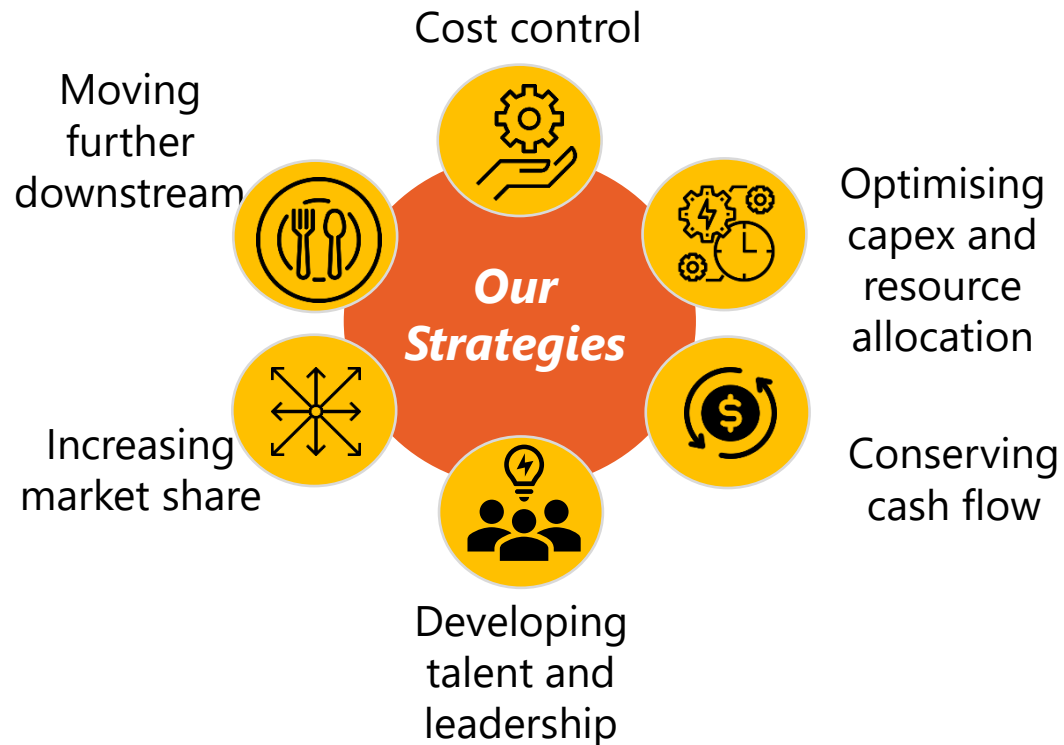 Cost control
Moving
further
downstream
Optimising
capex and
resource
allocation
Our
Strategies
Increasing
market share
Conserving
cash flow
Developing
talent and
leadership